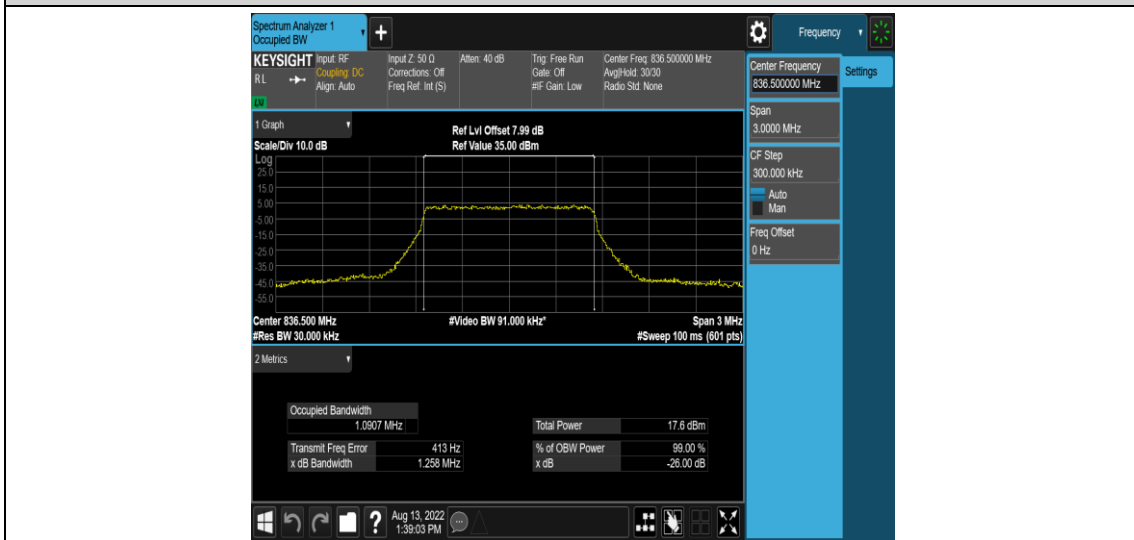 Spectrum Analyzer 1
Occupied BW
+
Frequency
KEYSIGHT
RL
LM
Input: RF
Coupling: DC
Align: Auto
Input Z: 50 Ω
Corrections: Off
Freq Ref: Int (S)
Atten: 40 dB
Trig: Free Run
Gate: Off
#IF Gain: Low
Center Freq: 836.500000 MHz
Avg|Hold: 30/30
Radio Std: None
Center Frequency
836.500000 MHz
Settings
Span
3.0000 MHz
CF Step
300.000 kHz
Auto
Man
Freq Offset
0 Hz
1 Graph
Scale/Div 10.0 dB
Ref Lvl Offset 7.99 dB
Ref Value 35.00 dBm
Log
25.0
15.0
5.00
-5.00
-15.0
-25.0
-35.0
-45.0
-55.0
Center 836.500 MHz
#Video BW 91.000 kHz*
Span 3 MHz
#Res BW 30.000 kHz
#Sweep 100 ms (601 pts)
2 Metrics
Occupied Bandwidth
1.0907 MHz
Total Power 17.6 dBm
Transmit Freq Error 413 Hz
% of OBW Power 99.00 %
x dB Bandwidth 1.258 MHz
x dB -26.00 dB
?
Aug 13, 2022
1:39:03 PM